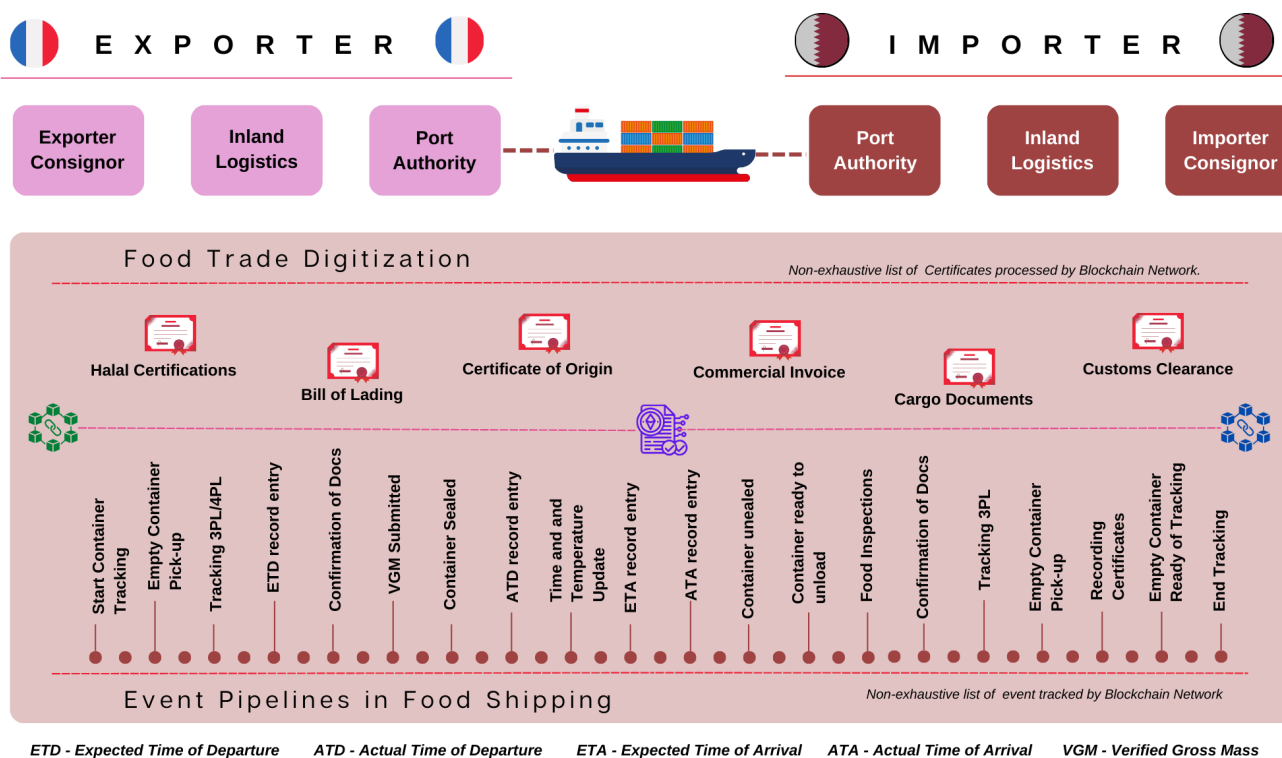 EXPORTER
IMPORTER
Exporter
Consignor
Inland
Logistics
Port
Authority
Port
Authority
Inland
Logistics
Importer
Consignor
Food Trade Digitization
Non-exhaustive list of Certificates processed by Blockchain Network.
Halal Certifications
Bill of Lading
Certificate of Origin
Commercial Invoice
Cargo Documents
Customs Clearance
Start Container
Tracking
Empty Container
Pick-up
Tracking 3PL/4PL
ETD record entry
Confirmation of Docs
VGM Submitted
Container Sealed
ATD record entry
Time and and
Temperature
Update
ETA record entry
ATA record entry
Container unealed
Container ready to
unload
Food Inspections
Confirmation of Docs
Tracking 3PL
Empty Container
Pick-up
Recording
Certificates
Empty Container
Ready of Tracking
End Tracking
Event Pipelines in Food Shipping
Non-exhaustive list of event tracked by Blockchain Network
ETD - Expected Time of Departure
ATD - Actual Time of Departure
ETA - Expected Time of Arrival
ATA - Actual Time of Arrival
VGM - Verified Gross Mass